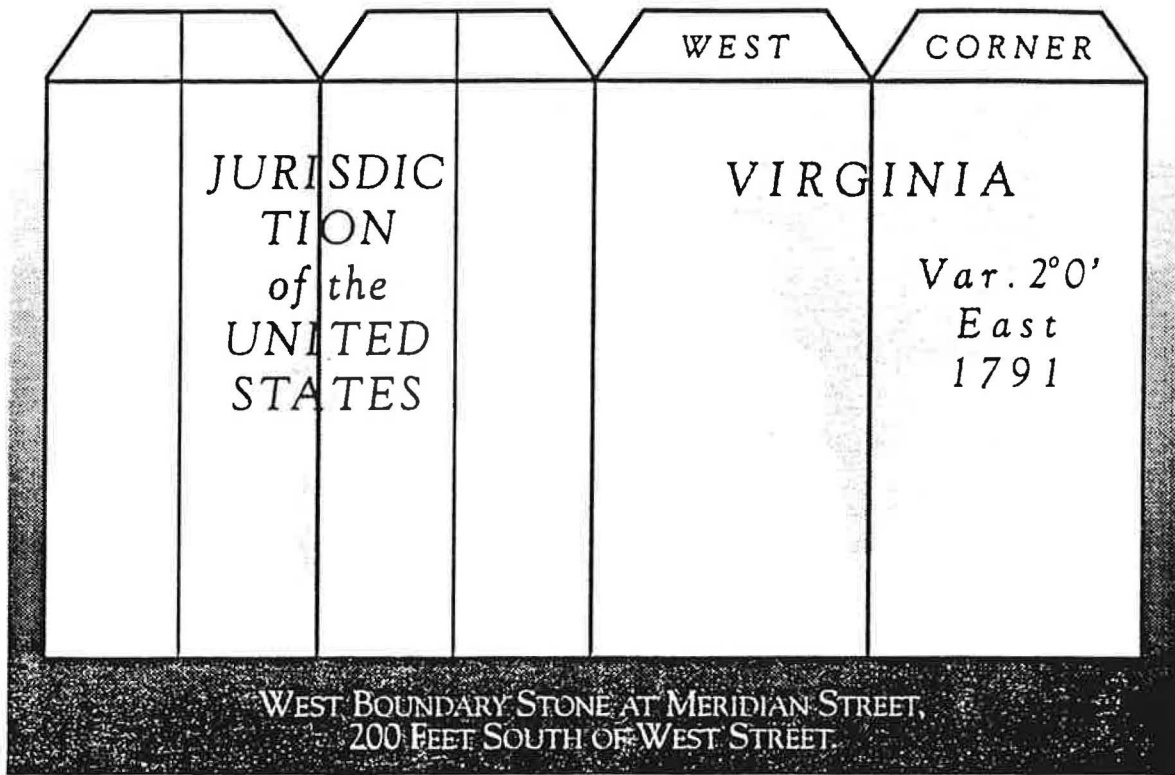 WEST
CORNER
JURISDIC
TION
of the
UNITED
STATES
VIRGINIA
Var. 2°0'
East
1791
WEST BOUNDARY STONE AT MERIDIAN STREET,
200 FEET SOUTH OF WEST STREET.